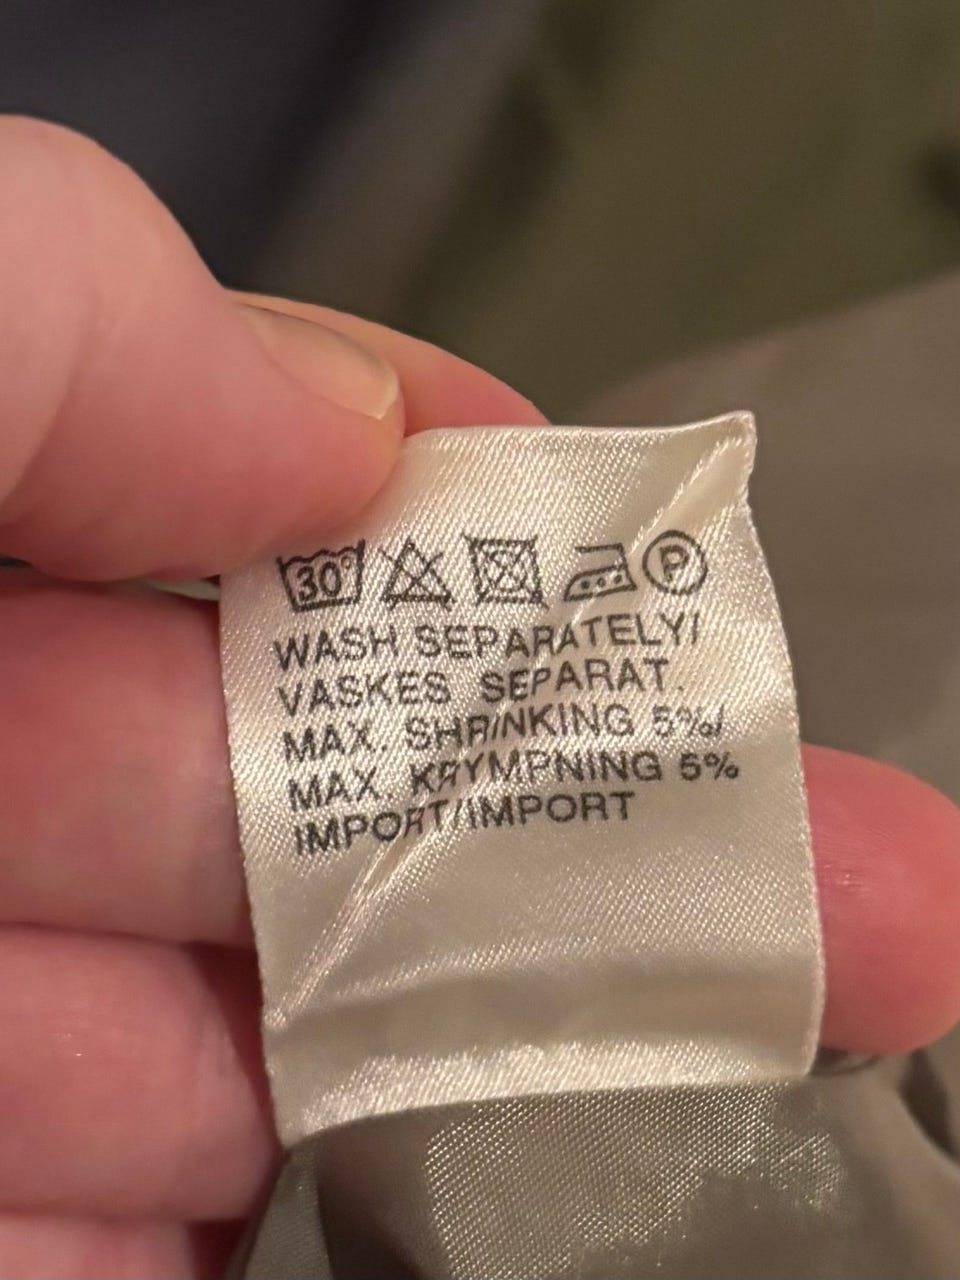 30° P
WASH SEPARATELY/
VASKES SEPARAT.
MAX. SHRINKING 5%/
MAX. KRYMPNING 5%
IMPORT/IMPORT